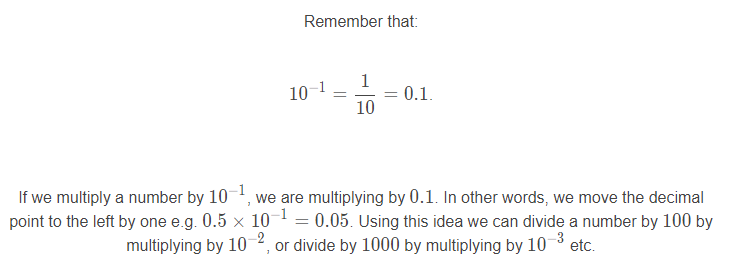 Remember that:
10⁻¹ = 1/10 = 0.1.
If we multiply a number by 10⁻¹, we are multiplying by 0.1. In other words, we move the decimal
point to the left by one e.g. 0.5 × 10⁻¹ = 0.05. Using this idea we can divide a number by 100 by
multiplying by 10⁻², or divide by 1000 by multiplying by 10⁻³ etc.